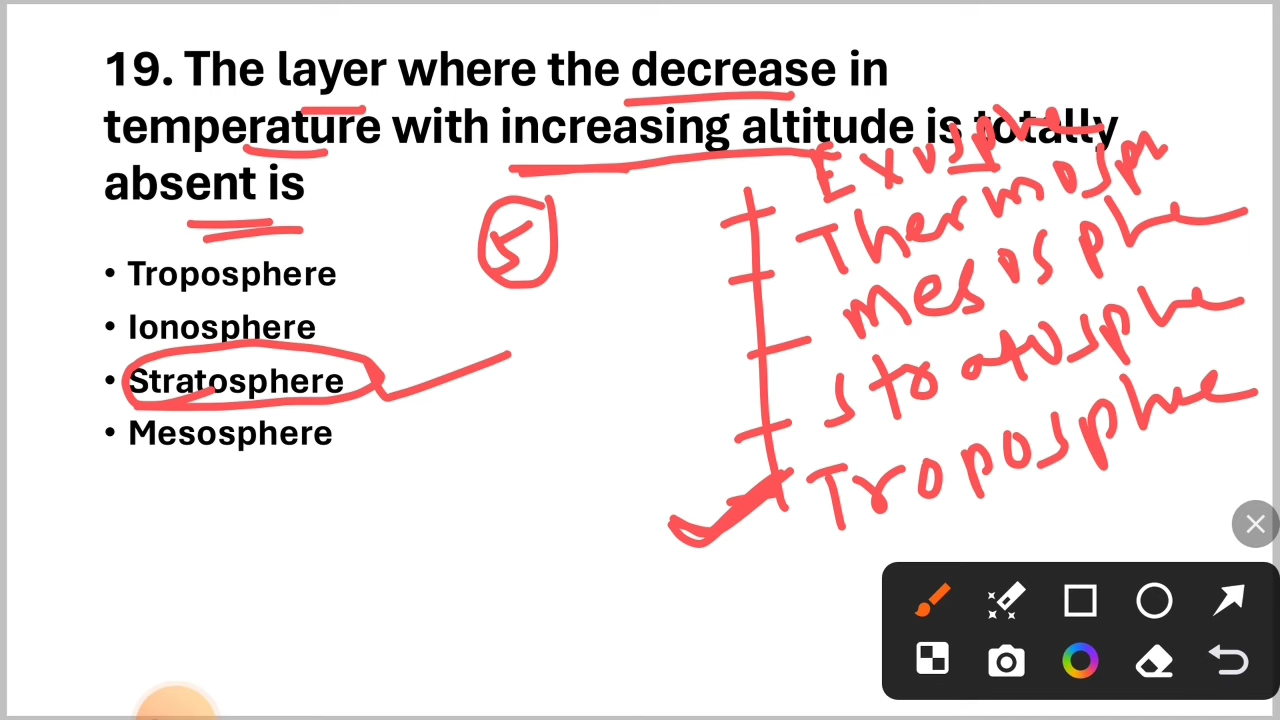 19. The layer where the decrease in
temperature with increasing altitude is totally
absent is
• Troposphere
• Ionosphere
• Stratosphere
• Mesosphere
5
Exosphe
Thermosph
mesosphe
stratosphe
Troposphe